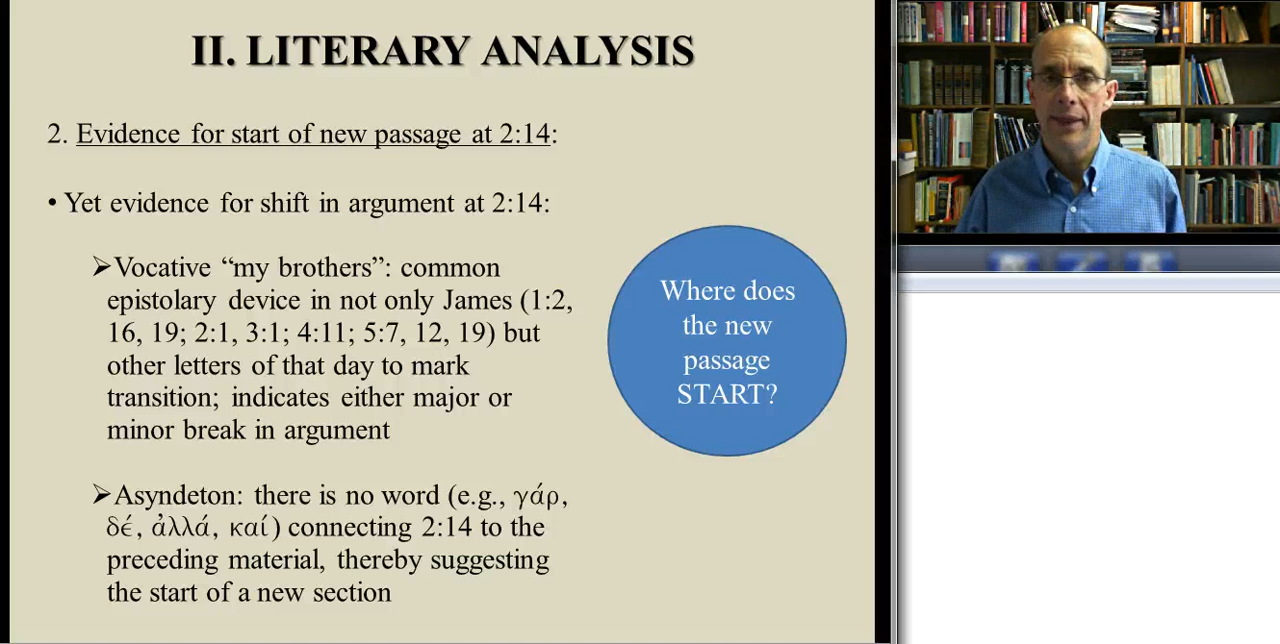 II. LITERARY ANALYSIS
2. Evidence for start of new passage at 2:14:
• Yet evidence for shift in argument at 2:14:
➢Vocative “my brothers”: common
epistolary device in not only James (1:2,
16, 19; 2:1, 3:1; 4:11; 5:7, 12, 19) but
other letters of that day to mark
transition; indicates either major or
minor break in argument
➢Asyndeton: there is no word (e.g., γάρ,
δέ, ἀλλά, καί) connecting 2:14 to the
preceding material, thereby suggesting
the start of a new section
Where does
the new
passage
START?